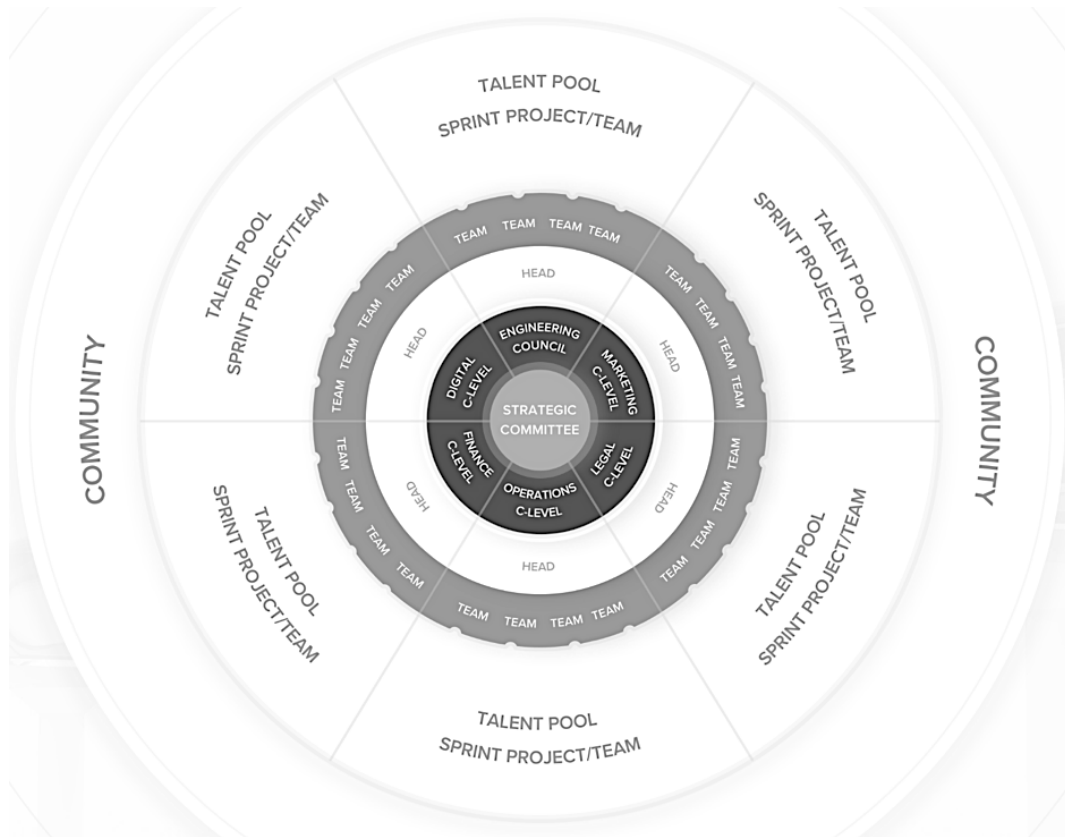 TALENT POOL
SPRINT PROJECT/TEAM
TALENT POOL
SPRINT PROJECT/TEAM
TALENT POOL
SPRINT PROJECT/TEAM
TEAM TEAM TEAM TEAM
TEAM TEAM TEAM TEAM
TEAM TEAM TEAM TEAM
HEAD
HEAD
HEAD
ENGINEERING
COUNCIL
DIGITAL
C-LEVEL
MARKETING
C-LEVEL
COMMUNITY
STRATEGIC
COMMITTEE
COMMUNITY
FINANCE
C-LEVEL
LEGAL
C-LEVEL
OPERATIONS
C-LEVEL
HEAD
HEAD
HEAD
TEAM TEAM TEAM TEAM
TEAM TEAM TEAM TEAM
TEAM TEAM TEAM TEAM
TALENT POOL
SPRINT PROJECT/TEAM
TALENT POOL
SPRINT PROJECT/TEAM
TALENT POOL
SPRINT PROJECT/TEAM